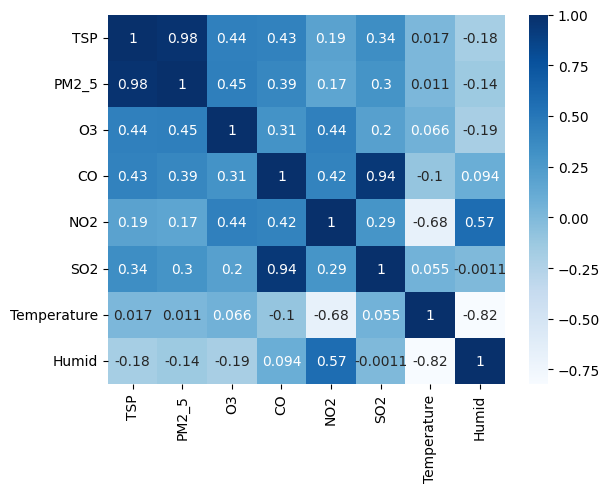 TSP 1 0.98 0.44 0.43 0.19 0.34 0.017 -0.18
PM2_5 0.98 1 0.45 0.39 0.17 0.3 0.011 -0.14
O3 0.44 0.45 1 0.31 0.44 0.2 0.066 -0.19
CO 0.43 0.39 0.31 1 0.42 0.94 -0.1 0.094
NO2 0.19 0.17 0.44 0.42 1 0.29 -0.68 0.57
SO2 0.34 0.3 0.2 0.94 0.29 1 0.055 -0.0011
Temperature 0.017 0.011 0.066 -0.1 -0.68 0.055 1 -0.82
Humid -0.18 -0.14 -0.19 0.094 0.57 -0.0011 -0.82 1
TSP PM2_5 O3 CO NO2 SO2 Temperature Humid
1.00
0.75
0.50
0.25
0.00
−0.25
−0.50
−0.75